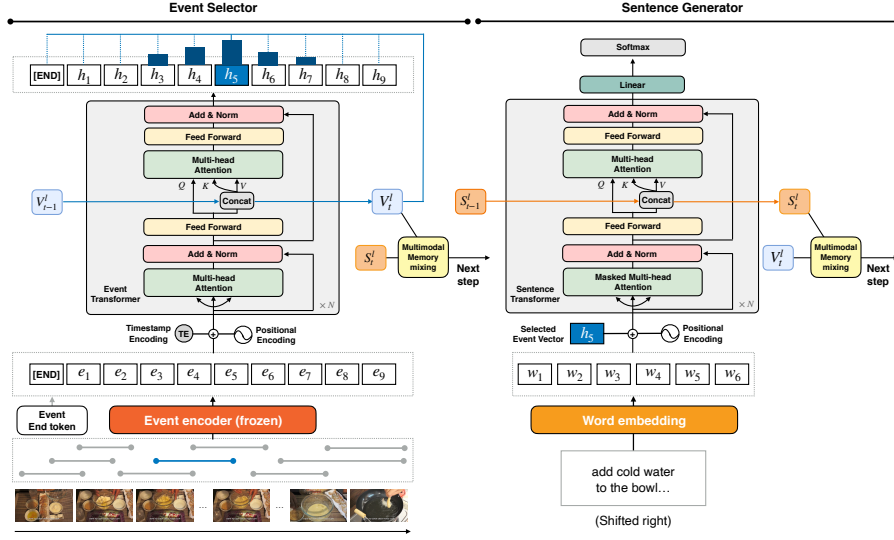 Event Selector
[END] h1 h2 h3 h4 h5 h6 h7 h8 h9
Add & Norm
Feed Forward
Multi-head
Attention
Q K V
V^l_{t-1}
Concat
V^l_t
Feed Forward
Add & Norm
Multi-head
Attention
Event
Transformer
× N
S^l_t
Multimodal
Memory
mixing
Next
step
Timestamp
Encoding
TE
+
Positional
Encoding
[END] e1 e2 e3 e4 e5 e6 e7 e8 e9
Event
End token
Event encoder (frozen)
... ...
Sentence Generator
Softmax
Linear
Add & Norm
Feed Forward
Multi-head
Attention
Q K V
S^l_{t-1}
Concat
S^l_t
Feed Forward
Add & Norm
Masked Multi-head
Attention
Sentence
Transformer
× N
V^l_t
Multimodal
Memory
mixing
Next
step
Selected
Event Vector
h5
+
Positional
Encoding
w1 w2 w3 w4 w5 w6
Word embedding
add cold water
to the bowl...
(Shifted right)